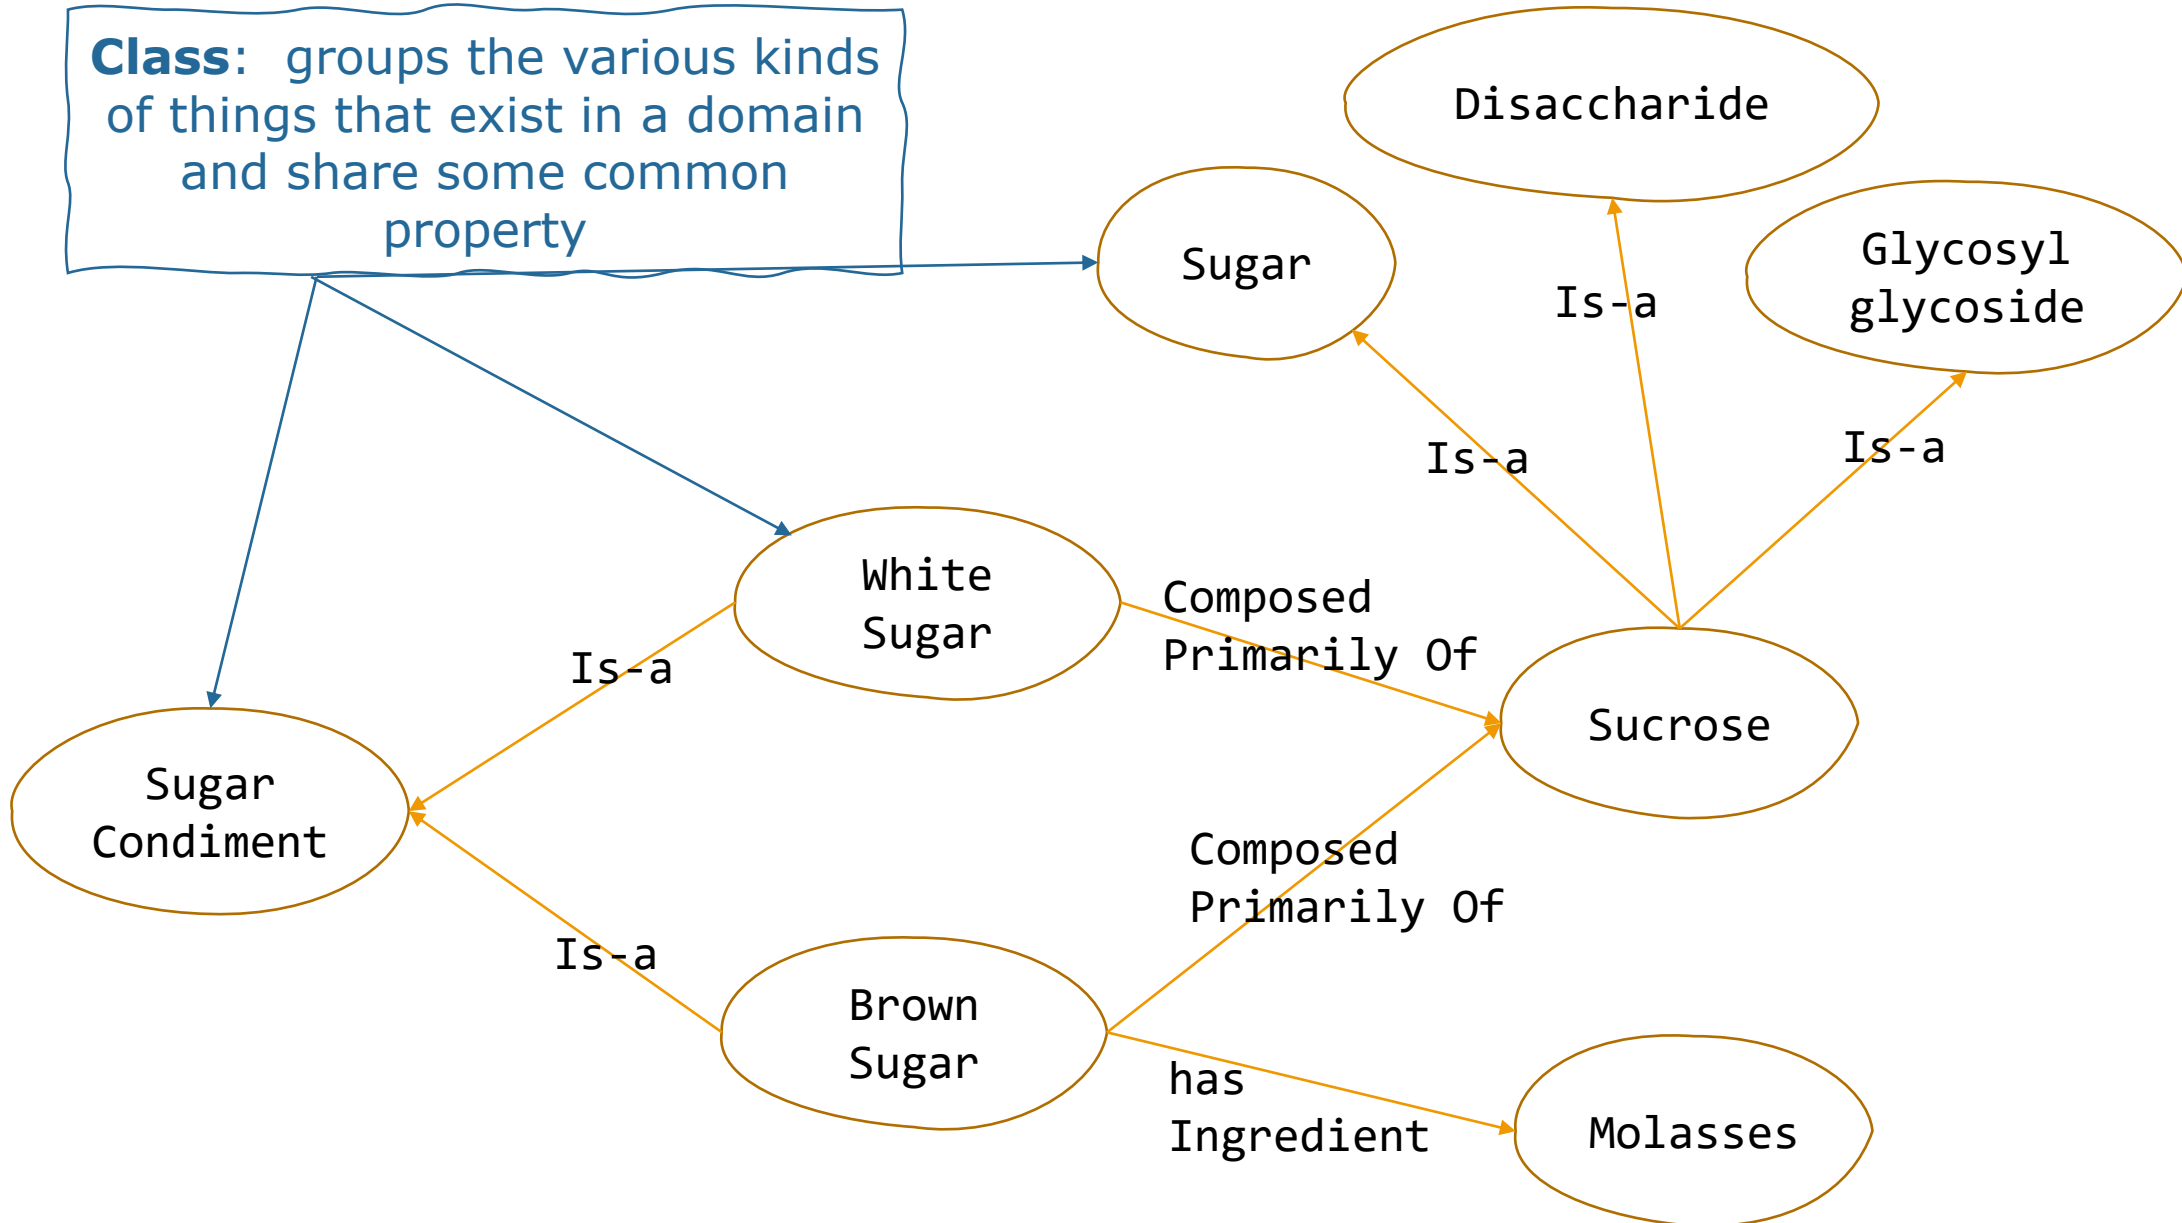 Class:  groups the various kinds
of things that exist in a domain
and share some common
property
Disaccharide
Sugar
Glycosyl
glycoside
Is-a
Is-a
Is-a
White
Sugar
Composed
Primarily Of
Is-a
Sucrose
Sugar
Condiment
Composed
Primarily Of
Is-a
Brown
Sugar
has
Ingredient
Molasses